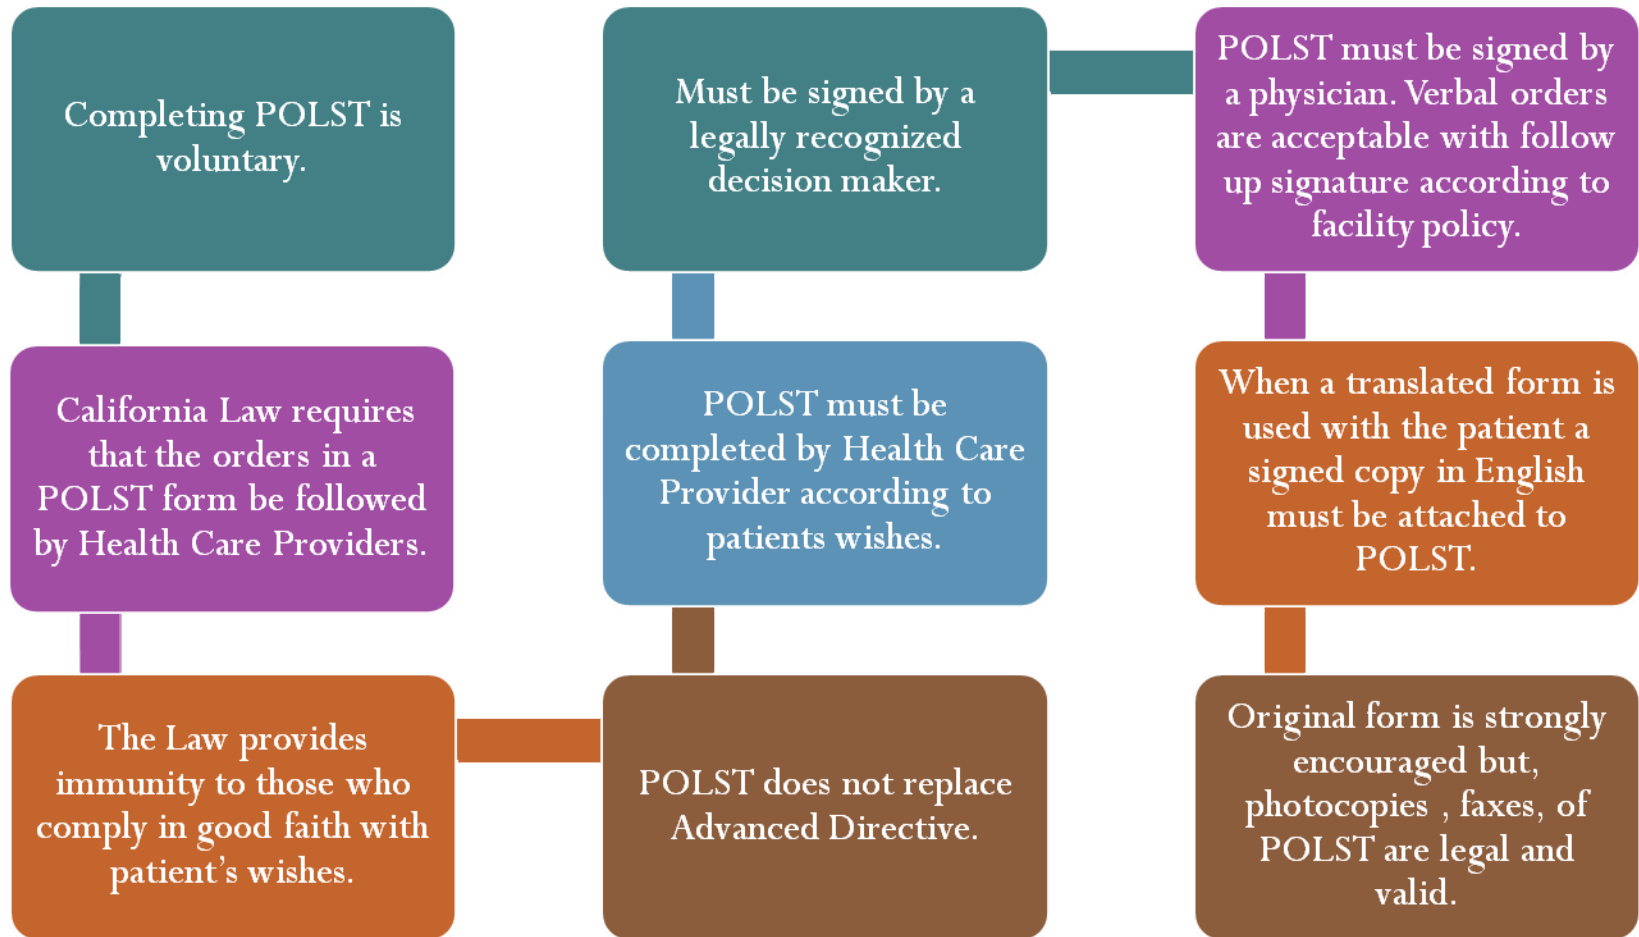 Completing POLST is
voluntary.
California Law requires
that the orders in a
POLST form be followed
by Health Care Providers.
The Law provides
immunity to those who
comply in good faith with
patient’s wishes.
POLST does not replace
Advanced Directive.
POLST must be
completed by Health Care
Provider according to
patients wishes.
Must be signed by a
legally recognized
decision maker.
POLST must be signed by
a physician. Verbal orders
are acceptable with follow
up signature according to
facility policy.
When a translated form is
used with the patient a
signed copy in English
must be attached to
POLST.
Original form is strongly
encouraged but,
photocopies , faxes, of
POLST are legal and
valid.